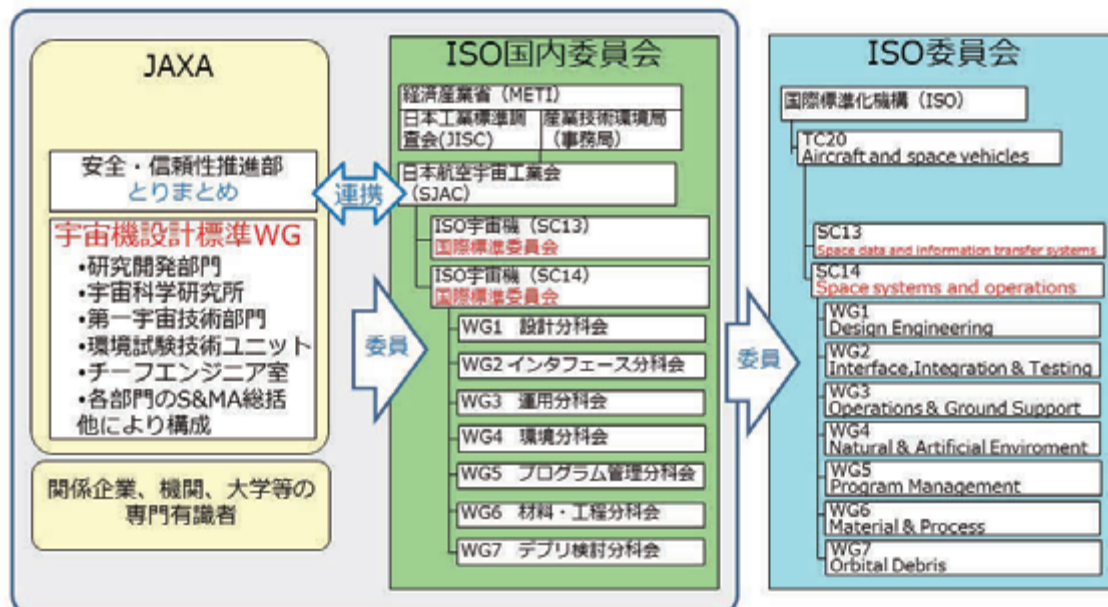 JAXA
安全・信頼性推進部
とりまとめ
宇宙機設計標準WG
•研究開発部門
•宇宙科学研究所
•第一宇宙技術部門
•環境試験技術ユニット
•チーフエンジニア室
•各部門のS&MA総括
他により構成
関係企業、機関、大学等の
専門有識者
連携
委員
ISO国内委員会
経済産業省（METI）
日本工業標準調
査会(JISC)
産業技術環境局
（事務局）
日本航空宇宙工業会
（SJAC）
ISO宇宙機（SC13）
国際標準委員会
ISO宇宙機（SC14）
国際標準委員会
WG1 設計分科会
WG2 インタフェース分科会
WG3 運用分科会
WG4 環境分科会
WG5 プログラム管理分科会
WG6 材料・工程分科会
WG7 デブリ検討分科会
委員
ISO委員会
国際標準化機構（ISO）
TC20
Aircraft and space vehicles
SC13
Space data and information transfer systems
SC14
Space systems and operations
WG1
Design Engineering
WG2
Interface,Integration & Testing
WG3
Operations & Ground Support
WG4
Natural & Artificial Enviroment
WG5
Program Management
WG6
Material & Process
WG7
Orbital Debris